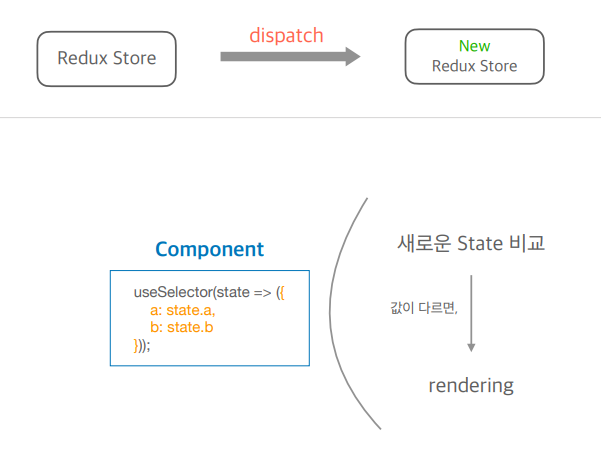 Redux Store
dispatch
New
Redux Store
Component
useSelector(state => ({
a: state.a,
b: state.b
}));
새로운 State 비교
값이 다르면,
rendering